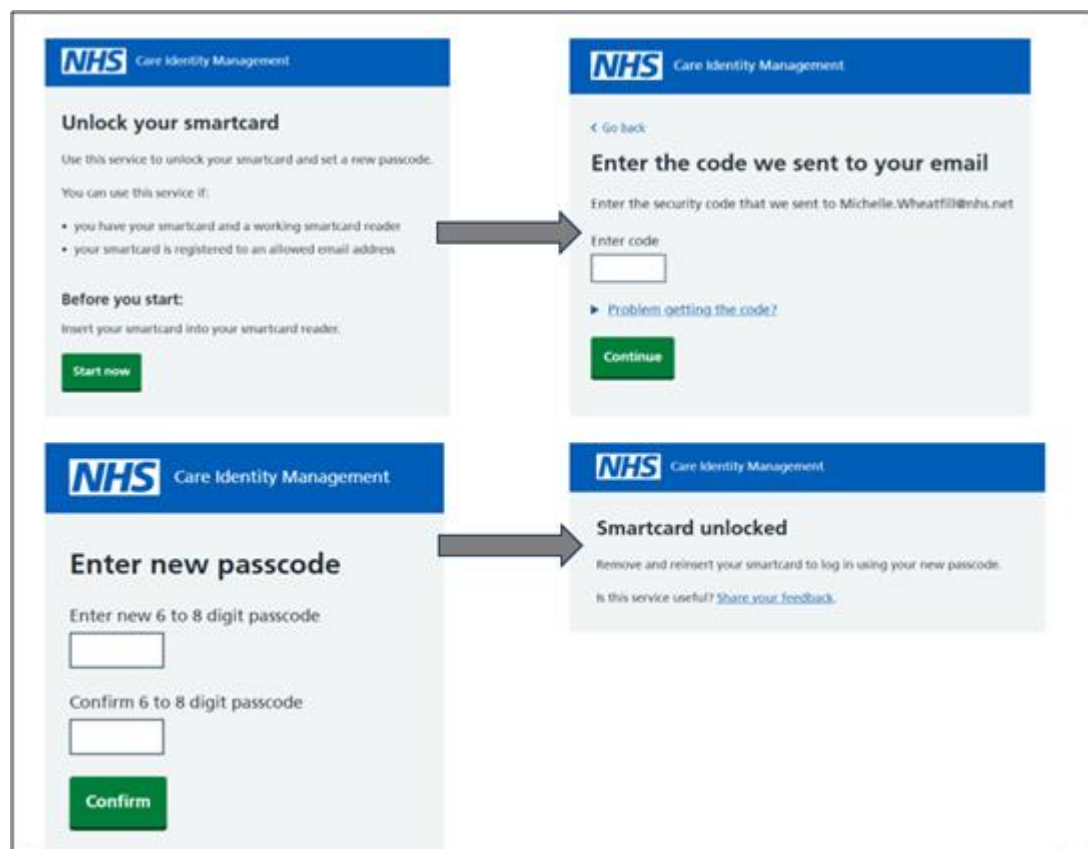 NHS Care Identity Management
Unlock your smartcard
Use this service to unlock your smartcard and set a new passcode.
You can use this service if:
• you have your smartcard and a working smartcard reader
• your smartcard is registered to an allowed email address
Before you start:
Insert your smartcard into your smartcard reader.
Start now
NHS Care Identity Management
< Go back
Enter the code we sent to your email
Enter the security code that we sent to Michelle.Wheatfill@nhs.net
Enter code
► Problem getting the code?
Continue
NHS Care Identity Management
Enter new passcode
Enter new 6 to 8 digit passcode
Confirm 6 to 8 digit passcode
Confirm
NHS Care Identity Management
Smartcard unlocked
Remove and reinsert your smartcard to log in using your new passcode.
Is this service useful? Share your feedback.